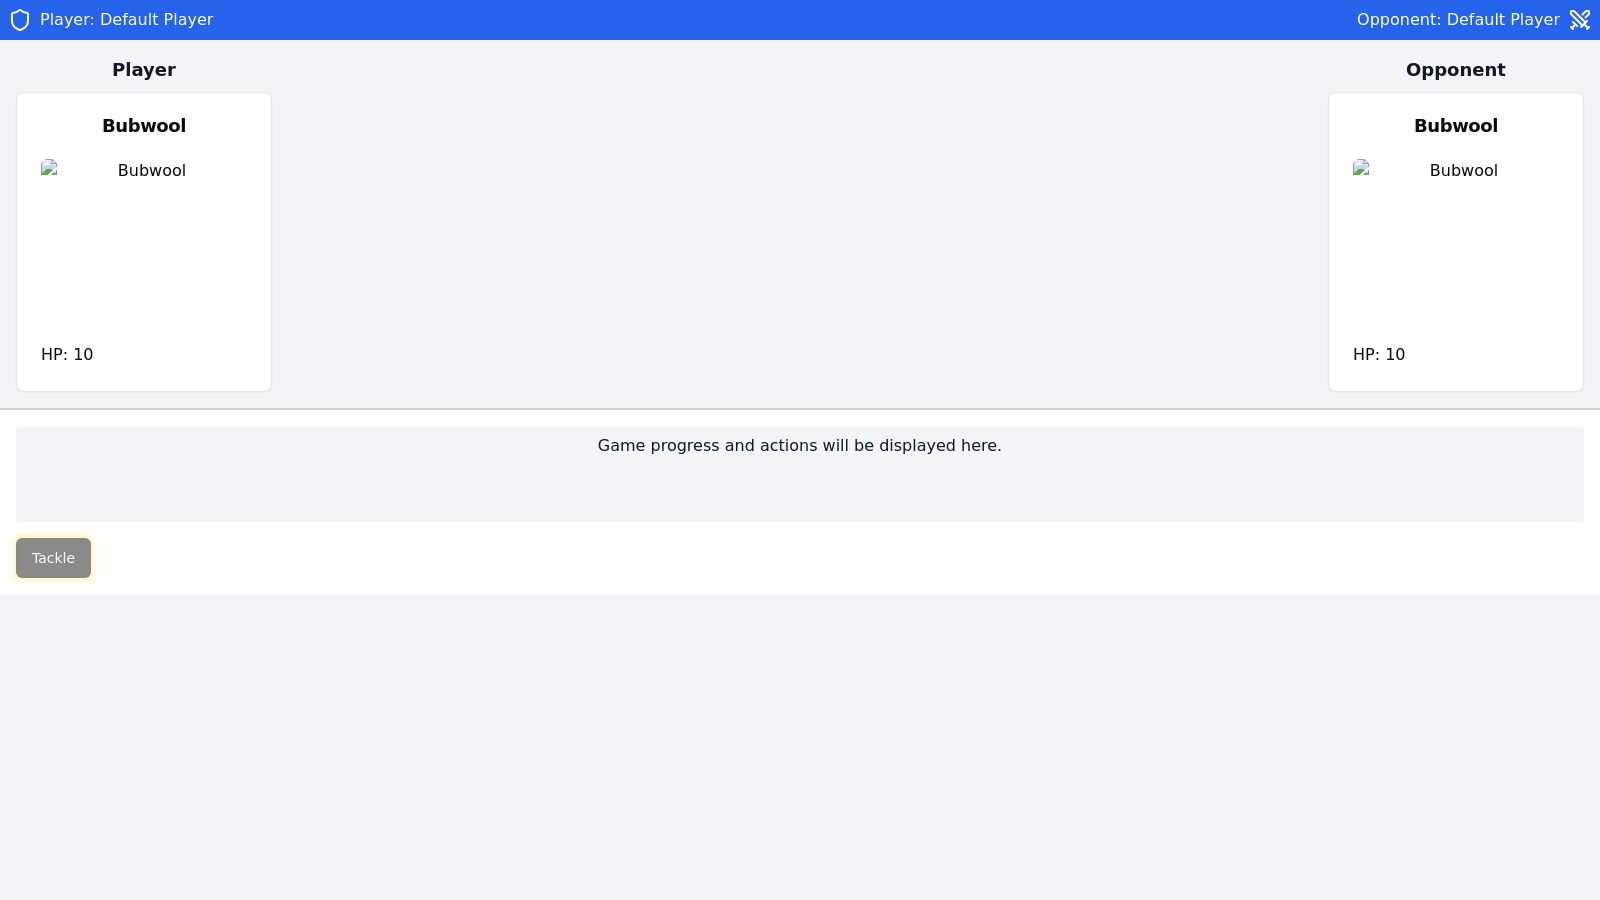 Player: Default Player
Opponent: Default Player
Player
Bubwool
Bubwool
HP: 10
Opponent
Bubwool
Bubwool
HP: 10
Game progress and actions will be displayed here.
Tackle